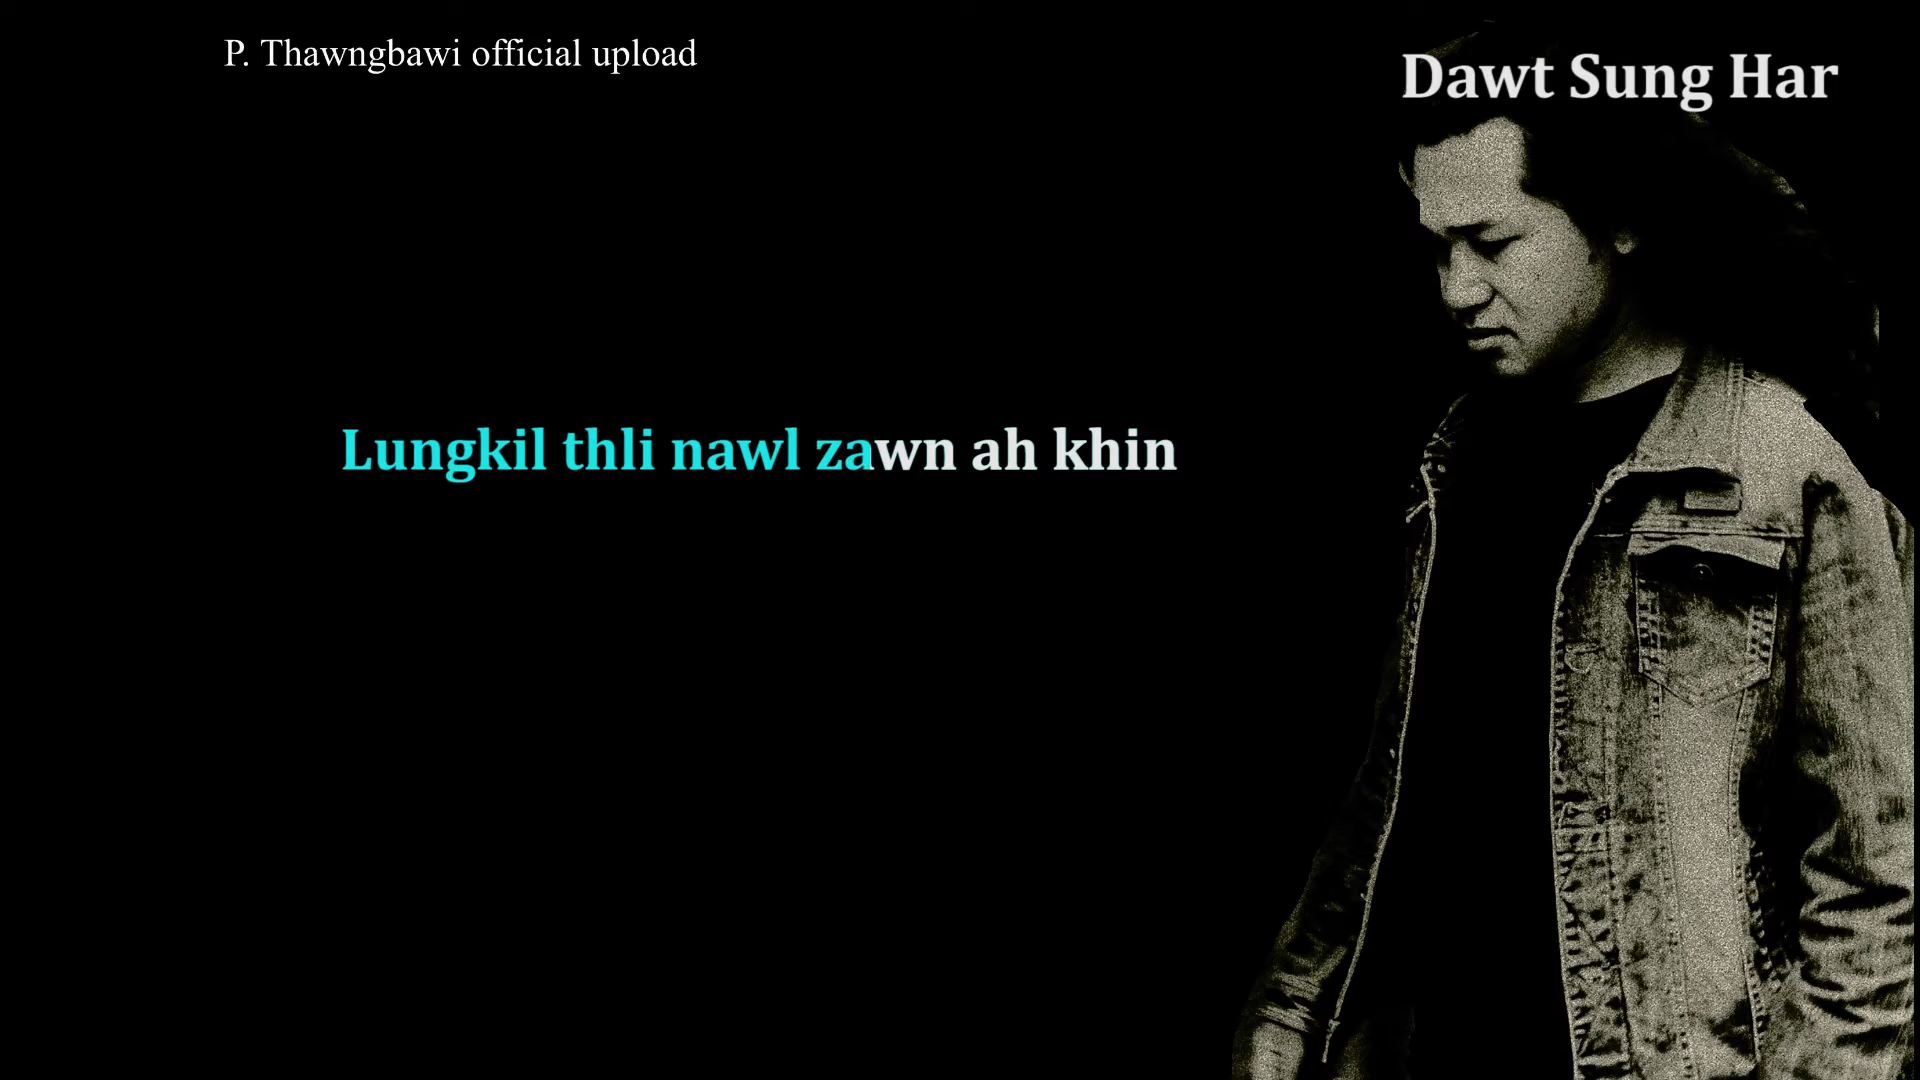 P. Thawngbawi official upload
Dawt Sung Har
Lungkil thli nawl zawn ah khin